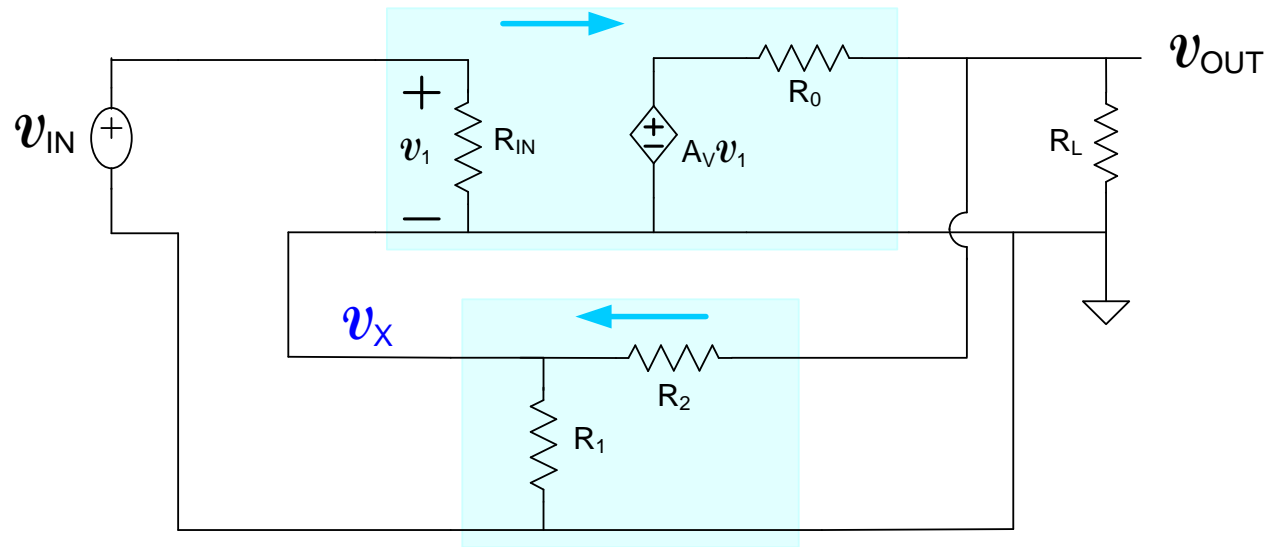 v_OUT
R_0
+
v_IN
+
v_1
R_IN
+
−
A_V v_1
R_L
−
v_X
R_2
R_1